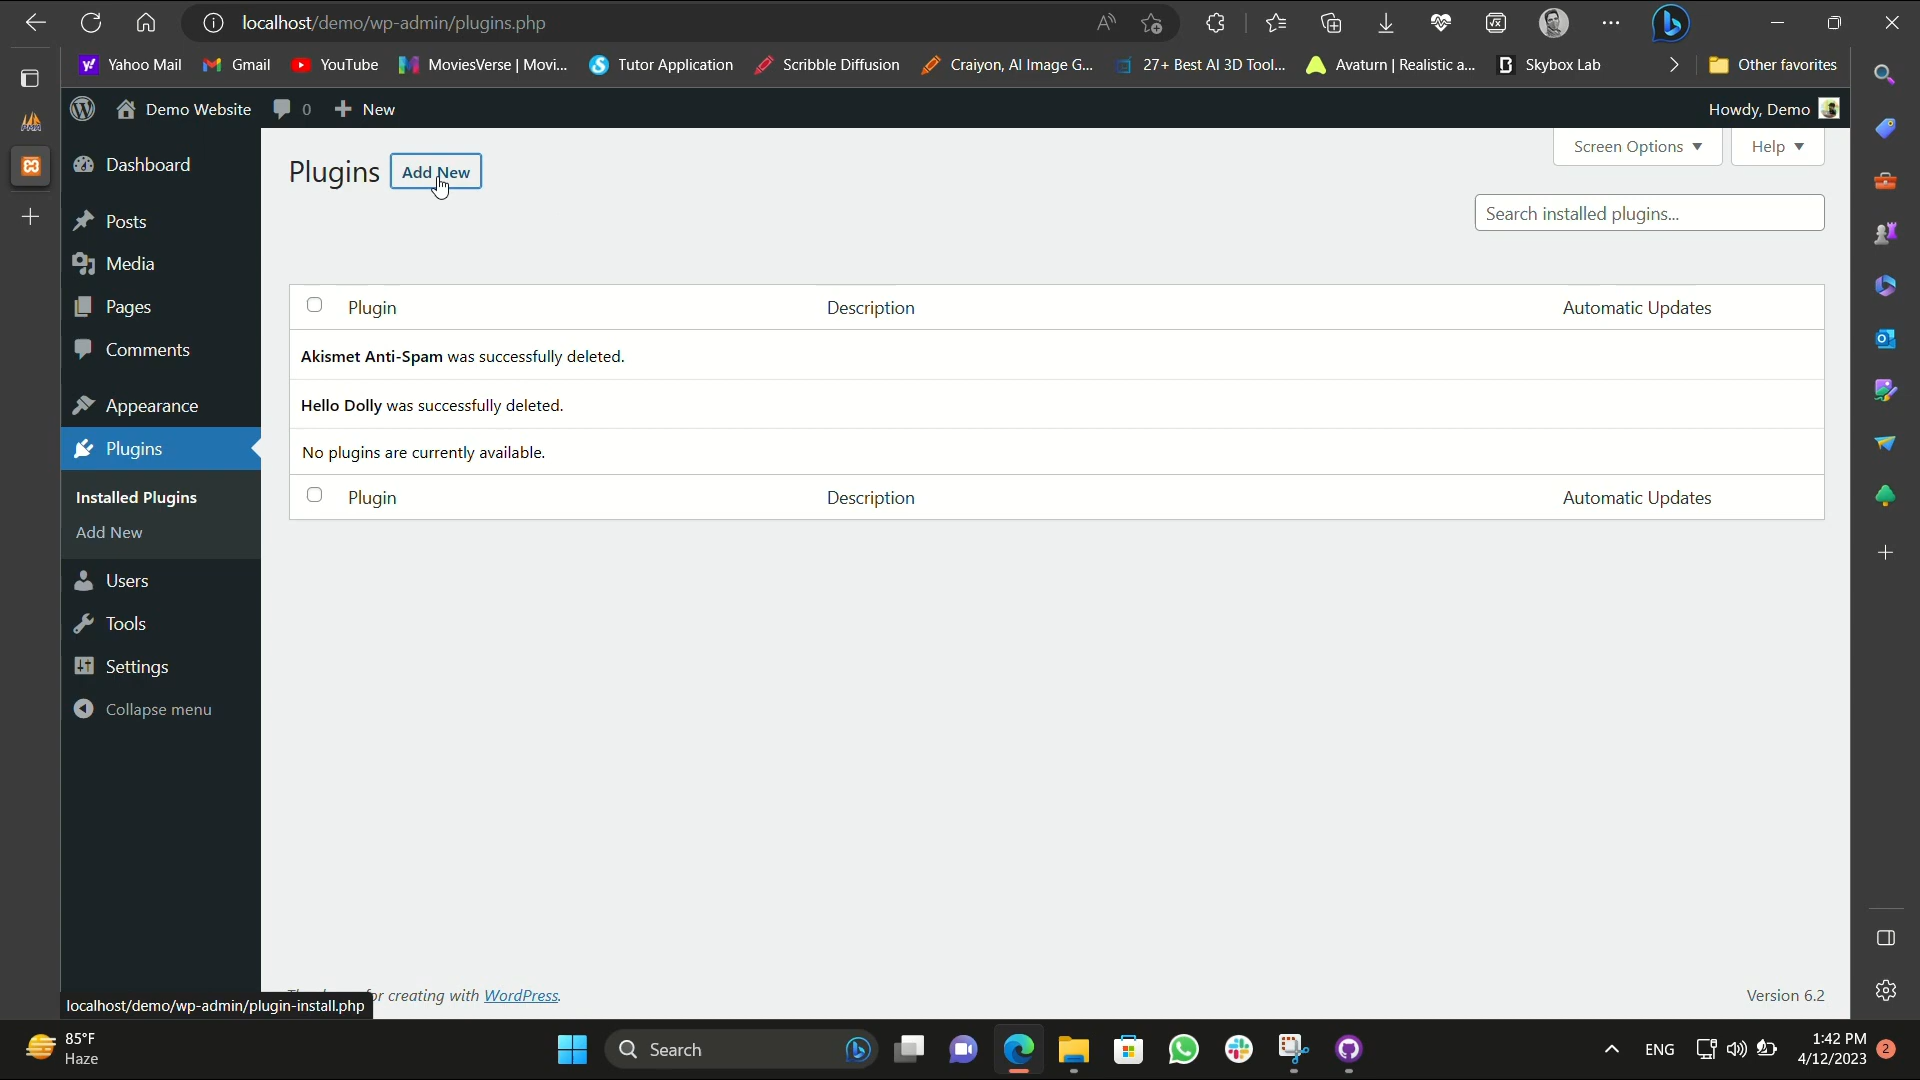 localhost/demo/wp-admin/plugins.php
Yahoo Mail
Gmail
YouTube
MoviesVerse | Movi...
Tutor Application
Scribble Diffusion
Craiyon, AI Image G...
27+ Best AI 3D Tool...
Avaturn | Realistic a...
Skybox Lab
Other favorites
Demo Website
0
New
Howdy, Demo
Dashboard
Posts
Media
Pages
Comments
Appearance
Plugins
Installed Plugins
Add New
Users
Tools
Settings
Collapse menu
Plugins
Add New
Screen Options
Help
Search installed plugins...
Plugin
Description
Automatic Updates
Akismet Anti-Spam was successfully deleted.
Hello Dolly was successfully deleted.
No plugins are currently available.
Plugin
Description
Automatic Updates
for creating with WordPress.
Version 6.2
localhost/demo/wp-admin/plugin-install.php
85°F
Haze
Search
ENG
1:42 PM
4/12/2023
2